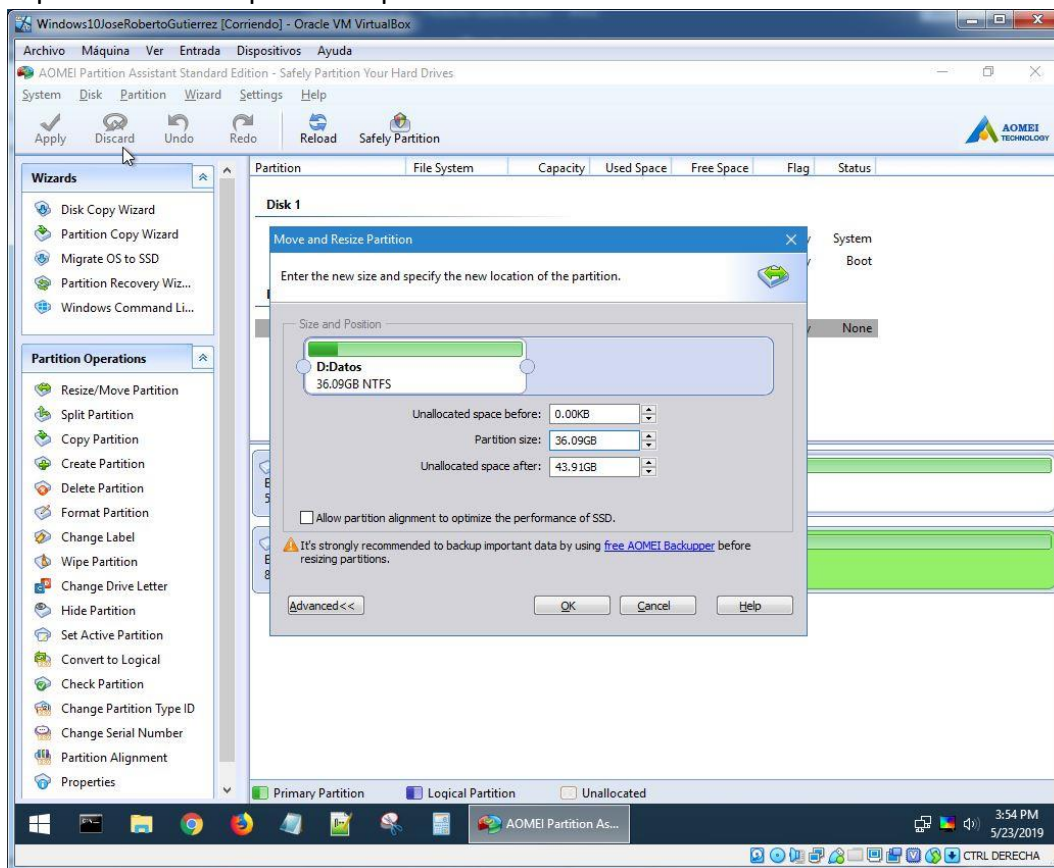 Windows10JoseRobertoGutierrez [Corriendo] - Oracle VM VirtualBox
Archivo Máquina Ver Entrada Dispositivos Ayuda
AOMEI Partition Assistant Standard Edition - Safely Partition Your Hard Drives
System Disk Partition Wizard Settings Help
Apply Discard Undo Redo Reload Safely Partition
AOMEI
TECHNOLOGY
Wizards
Disk Copy Wizard
Partition Copy Wizard
Migrate OS to SSD
Partition Recovery Wiz...
Windows Command Li...
Partition Operations
Resize/Move Partition
Split Partition
Copy Partition
Create Partition
Delete Partition
Format Partition
Change Label
Wipe Partition
Change Drive Letter
Hide Partition
Set Active Partition
Convert to Logical
Check Partition
Change Partition Type ID
Change Serial Number
Partition Alignment
Properties
Partition File System Capacity Used Space Free Space Flag Status
Disk 1
System
Boot
None
Move and Resize Partition
Enter the new size and specify the new location of the partition.
Size and Position
D:Datos
36.09GB NTFS
Unallocated space before: 0.00KB
Partition size: 36.09GB
Unallocated space after: 43.91GB
Allow partition alignment to optimize the performance of SSD.
It's strongly recommended to backup important data by using free AOMEI Backupper before
resizing partitions.
Advanced<< OK Cancel Help
Primary Partition Logical Partition Unallocated
AOMEI Partition As...
3:54 PM
5/23/2019
CTRL DERECHA